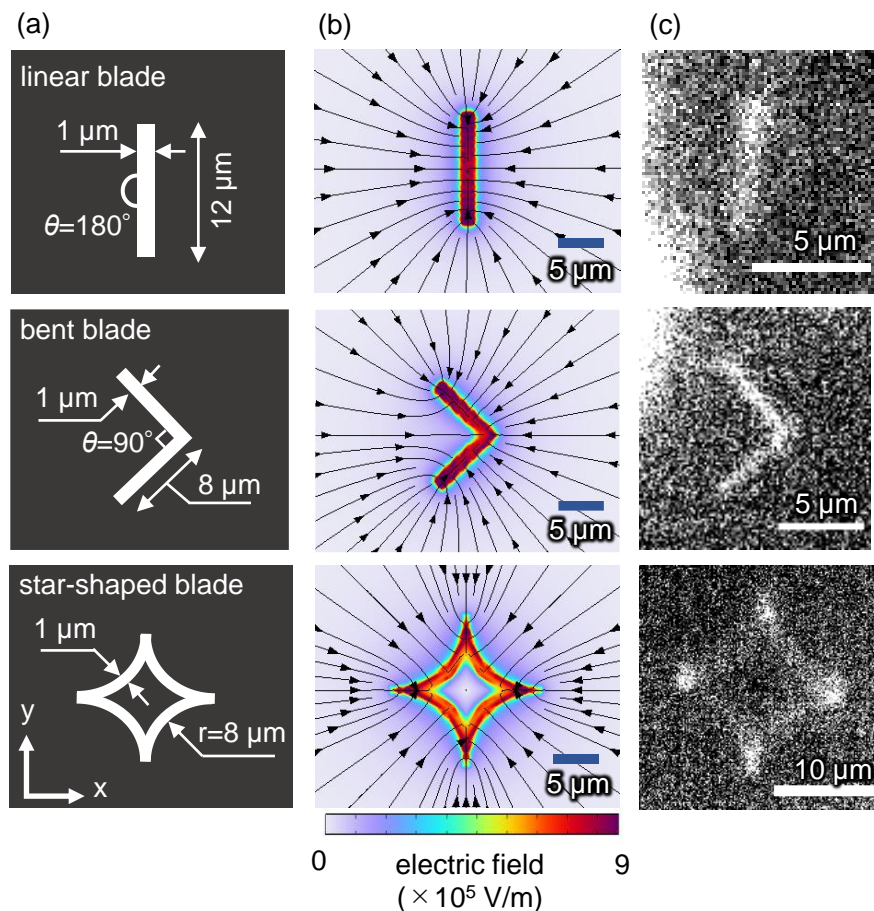 (a)
(b)
(c)
linear blade
1 μm
12 μm
θ=180°
5 μm
5 μm
bent blade
1 μm
θ=90°
8 μm
5 μm
5 μm
star-shaped blade
1 μm
y
r=8 μm
x
5 μm
10 μm
0
electric field
9
(×10⁵ V/m)